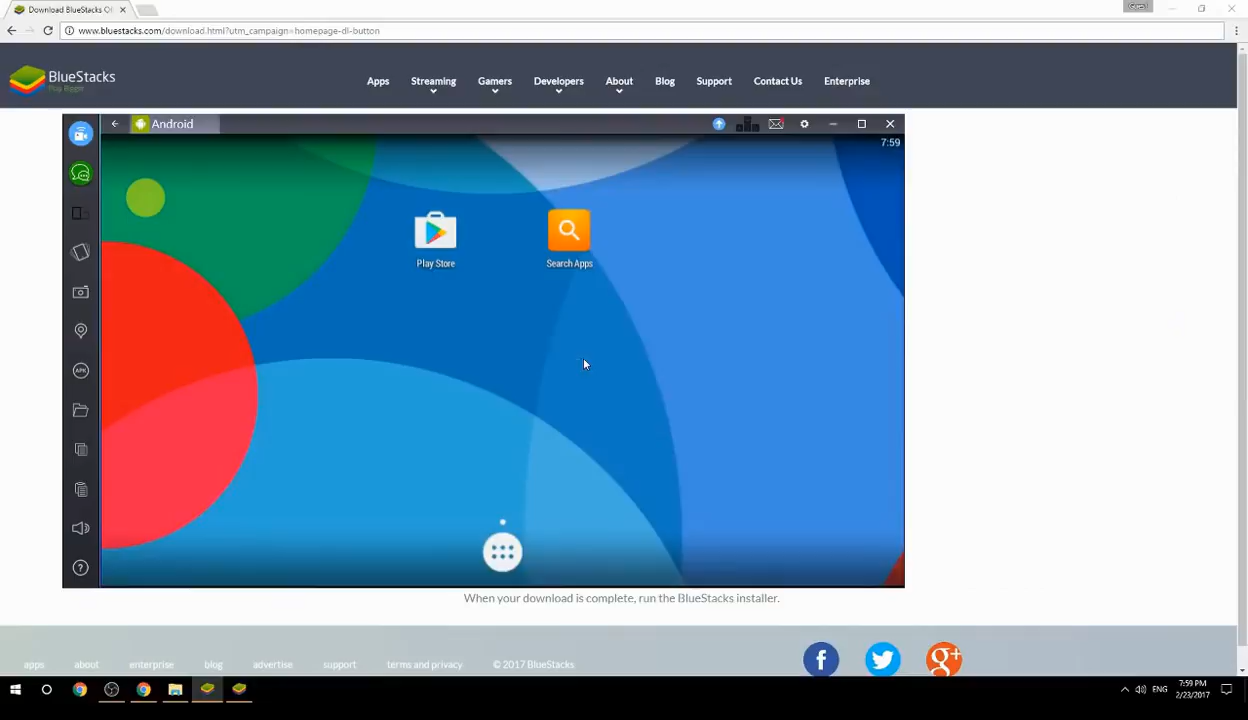 Download BlueStacks Of
www.bluestacks.com/download.html?utm_campaign=homepage-dl-button
BlueStacks
Play Bigger
Apps Streaming Gamers Developers About Blog Support Contact Us Enterprise
Android
7:59
Play Store
Search Apps
APK
When your download is complete, run the BlueStacks installer.
apps about enterprise blog advertise support terms and privacy © 2017 BlueStacks
f
g+
ENG
7:59 PM
2/23/2017